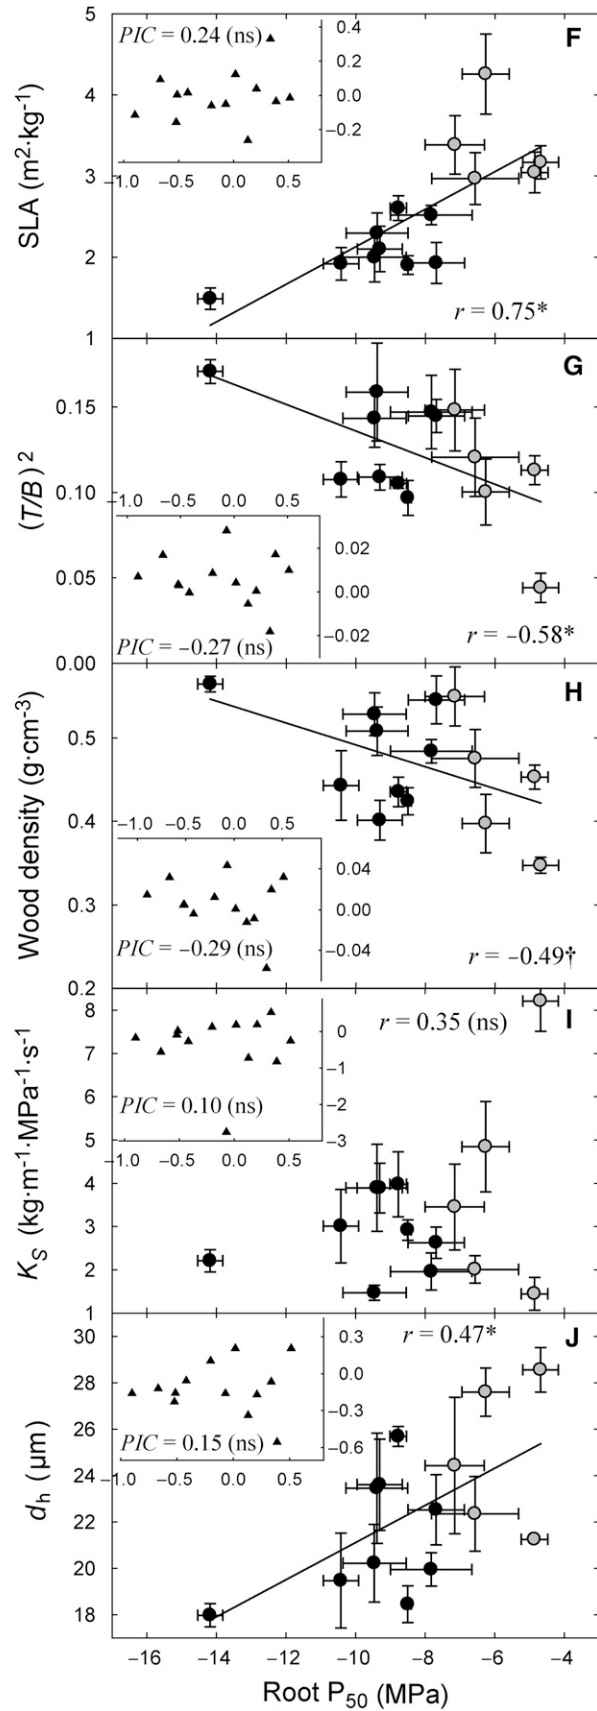 F
PIC = 0.24 (ns)
0.4
0.0
−0.2
−1.0 −0.5 0.0 0.5
5
4
3
2
1
SLA (m²·kg⁻¹)
r = 0.75*
G
0.15
0.10
0.05
0.00
(T/B)²
0.02
0.00
−0.02
PIC = −0.27 (ns)
r = −0.58*
−1.0 −0.5 0.0 0.5
H
0.5
0.4
0.3
0.2
Wood density (g·cm⁻³)
0.04
0.00
−0.04
PIC = −0.29 (ns)
r = −0.49†
−1.0 −0.5 0.0 0.5
I
r = 0.35 (ns)
8
7
5
4
3
2
1
K_S (kg·m⁻¹·MPa⁻¹·s⁻¹)
0
−1
−2
−3
PIC = 0.10 (ns)
−1.0 −0.5 0.0 0.5
J
r = 0.47*
30
28
26
24
22
20
18
d_h (μm)
0.3
0.0
−0.3
−0.6
PIC = 0.15 (ns)
−1.0 −0.5 0.0 0.5
−16 −14 −12 −10 −8 −6 −4
Root P₅₀ (MPa)